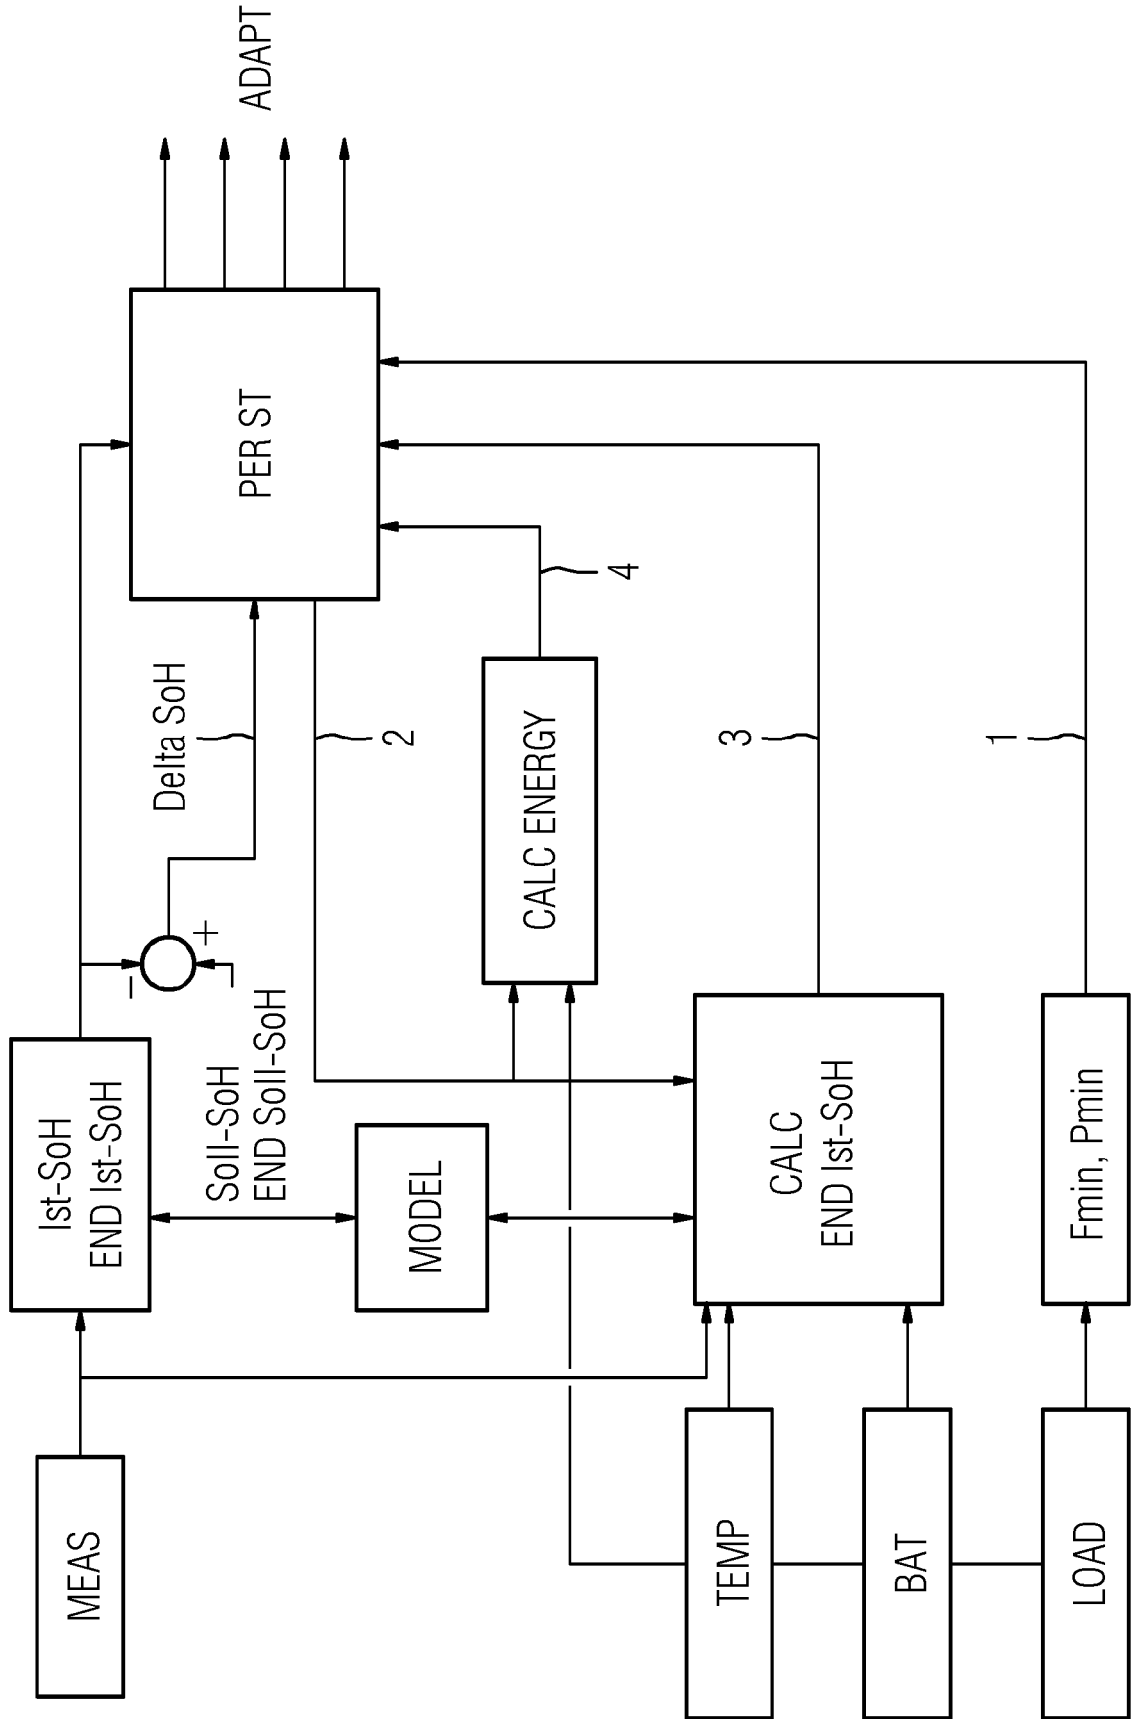 MEAS
Ist-SoH
END Ist-SoH
-
+
Soll-SoH
END Soll-SoH
Delta SoH
PER ST
ADAPT
MODEL
2
CALC ENERGY
4
TEMP
CALC
END Ist-SoH
3
BAT
LOAD
Fmin, Pmin
1